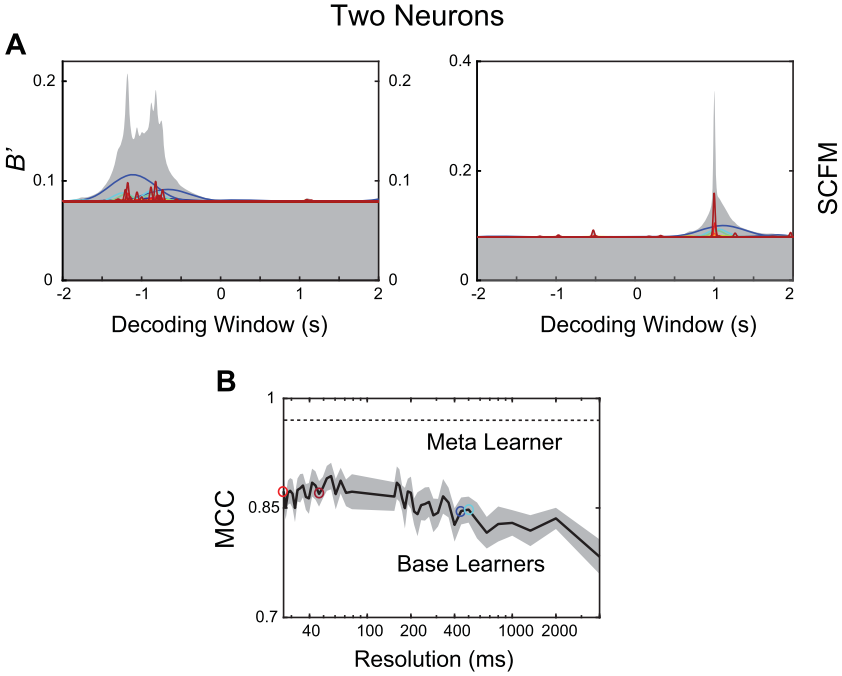 Two Neurons
A
B'
0.2
0.1
0
0.2
0.1
0
-2
-1
0
1
2
Decoding Window (s)
0.4
0.2
0
-2
-1
0
1
2
Decoding Window (s)
SCFM
B
MCC
1
0.85
0.7
Meta Learner
Base Learners
40
100
200
400
1000
2000
Resolution (ms)